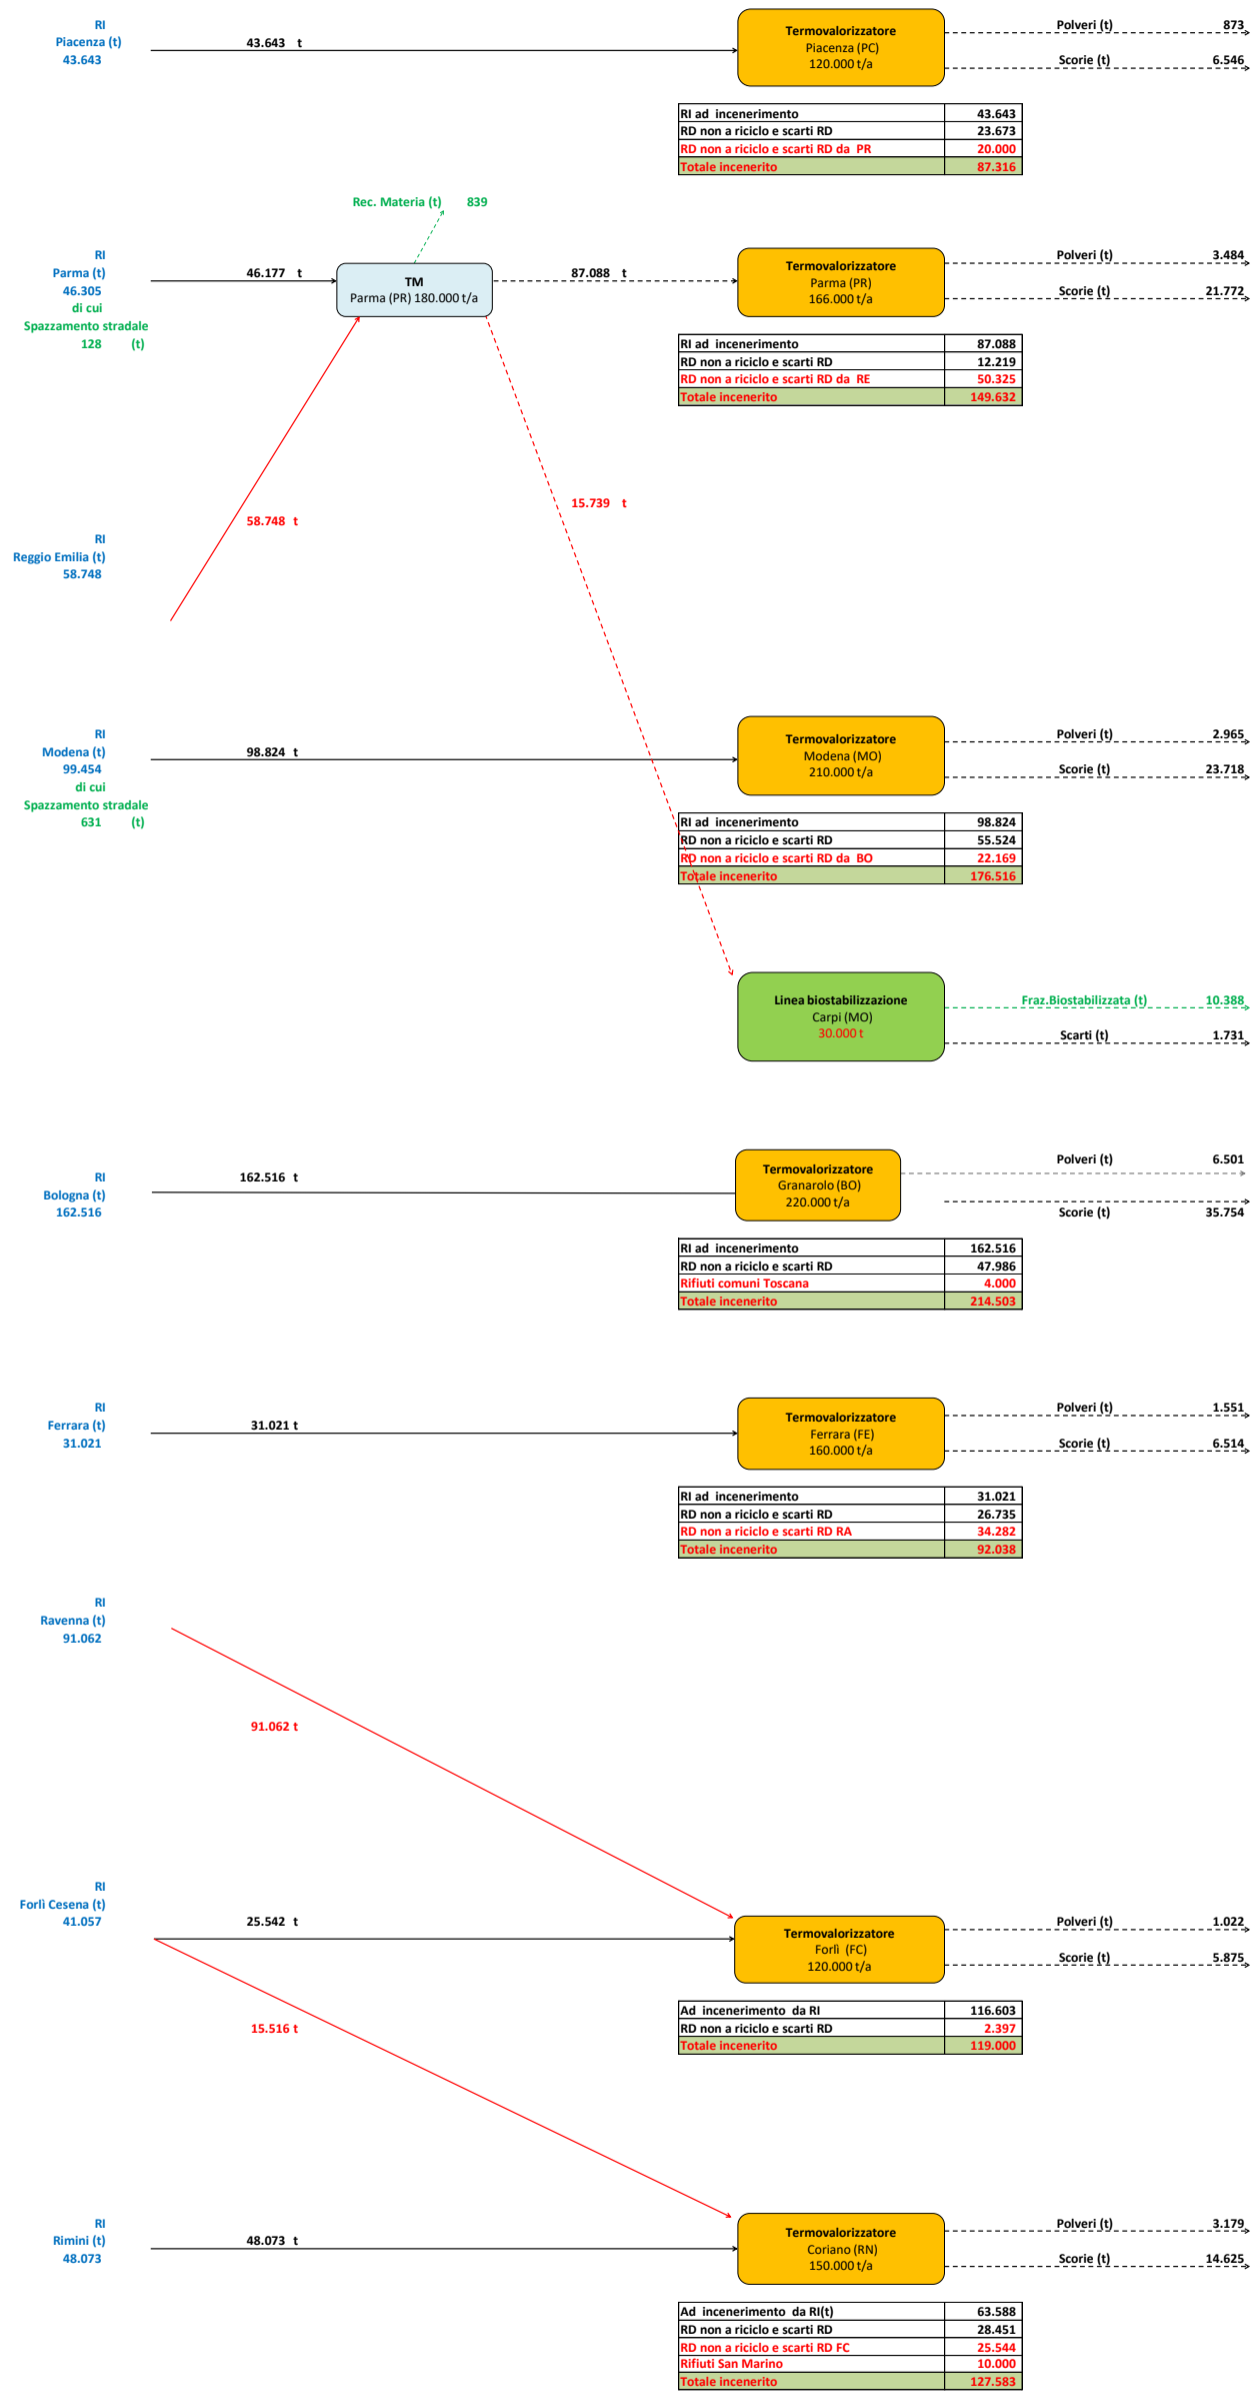 RI
Piacenza (t)
43.643
43.643 t
Termovalorizzatore
Piacenza (PC)
120.000 t/a
Polveri (t) 873
Scorie (t) 6.546
RI ad incenerimento 43.643
RD non a riciclo e scarti RD 23.673
RD non a riciclo e scarti RD da PR 20.000
Totale incenerito 87.316
Rec. Materia (t) 839
RI
Parma (t)
46.305
di cui
Spazzamento stradale
128 (t)
46.177 t
TM
Parma (PR) 180.000 t/a
87.088 t
Termovalorizzatore
Parma (PR)
166.000 t/a
Polveri (t) 3.484
Scorie (t) 21.772
RI ad incenerimento 87.088
RD non a riciclo e scarti RD 12.219
RD non a riciclo e scarti RD da RE 50.325
Totale incenerito 149.632
15.739 t
58.748 t
RI
Reggio Emilia (t)
58.748
RI
Modena (t)
99.454
di cui
Spazzamento stradale
631 (t)
98.824 t
Termovalorizzatore
Modena (MO)
210.000 t/a
Polveri (t) 2.965
Scorie (t) 23.718
RI ad incenerimento 98.824
RD non a riciclo e scarti RD 55.524
RD non a riciclo e scarti RD da BO 22.169
Totale incenerito 176.516
Linea biostabilizzazione
Carpi (MO)
30.000 t
Fraz.Biostabilizzata (t) 10.388
Scarti (t) 1.731
RI
Bologna (t)
162.516
162.516 t
Termovalorizzatore
Granarolo (BO)
220.000 t/a
Polveri (t) 6.501
Scorie (t) 35.754
RI ad incenerimento 162.516
RD non a riciclo e scarti RD 47.986
Rifiuti comuni Toscana 4.000
Totale incenerito 214.503
RI
Ferrara (t)
31.021
31.021 t
Termovalorizzatore
Ferrara (FE)
160.000 t/a
Polveri (t) 1.551
Scorie (t) 6.514
RI ad incenerimento 31.021
RD non a riciclo e scarti RD 26.735
RD non a riciclo e scarti RD RA 34.282
Totale incenerito 92.038
RI
Ravenna (t)
91.062
91.062 t
RI
Forlì Cesena (t)
41.057
25.542 t
Termovalorizzatore
Forlì (FC)
120.000 t/a
Polveri (t) 1.022
Scorie (t) 5.875
Ad incenerimento da RI 116.603
RD non a riciclo e scarti RD 2.397
Totale incenerito 119.000
15.516 t
RI
Rimini (t)
48.073
48.073 t
Termovalorizzatore
Coriano (RN)
150.000 t/a
Polveri (t) 3.179
Scorie (t) 14.625
Ad incenerimento da RI(t) 63.588
RD non a riciclo e scarti RD 28.451
RD non a riciclo e scarti RD FC 25.544
Rifiuti San Marino 10.000
Totale incenerito 127.583